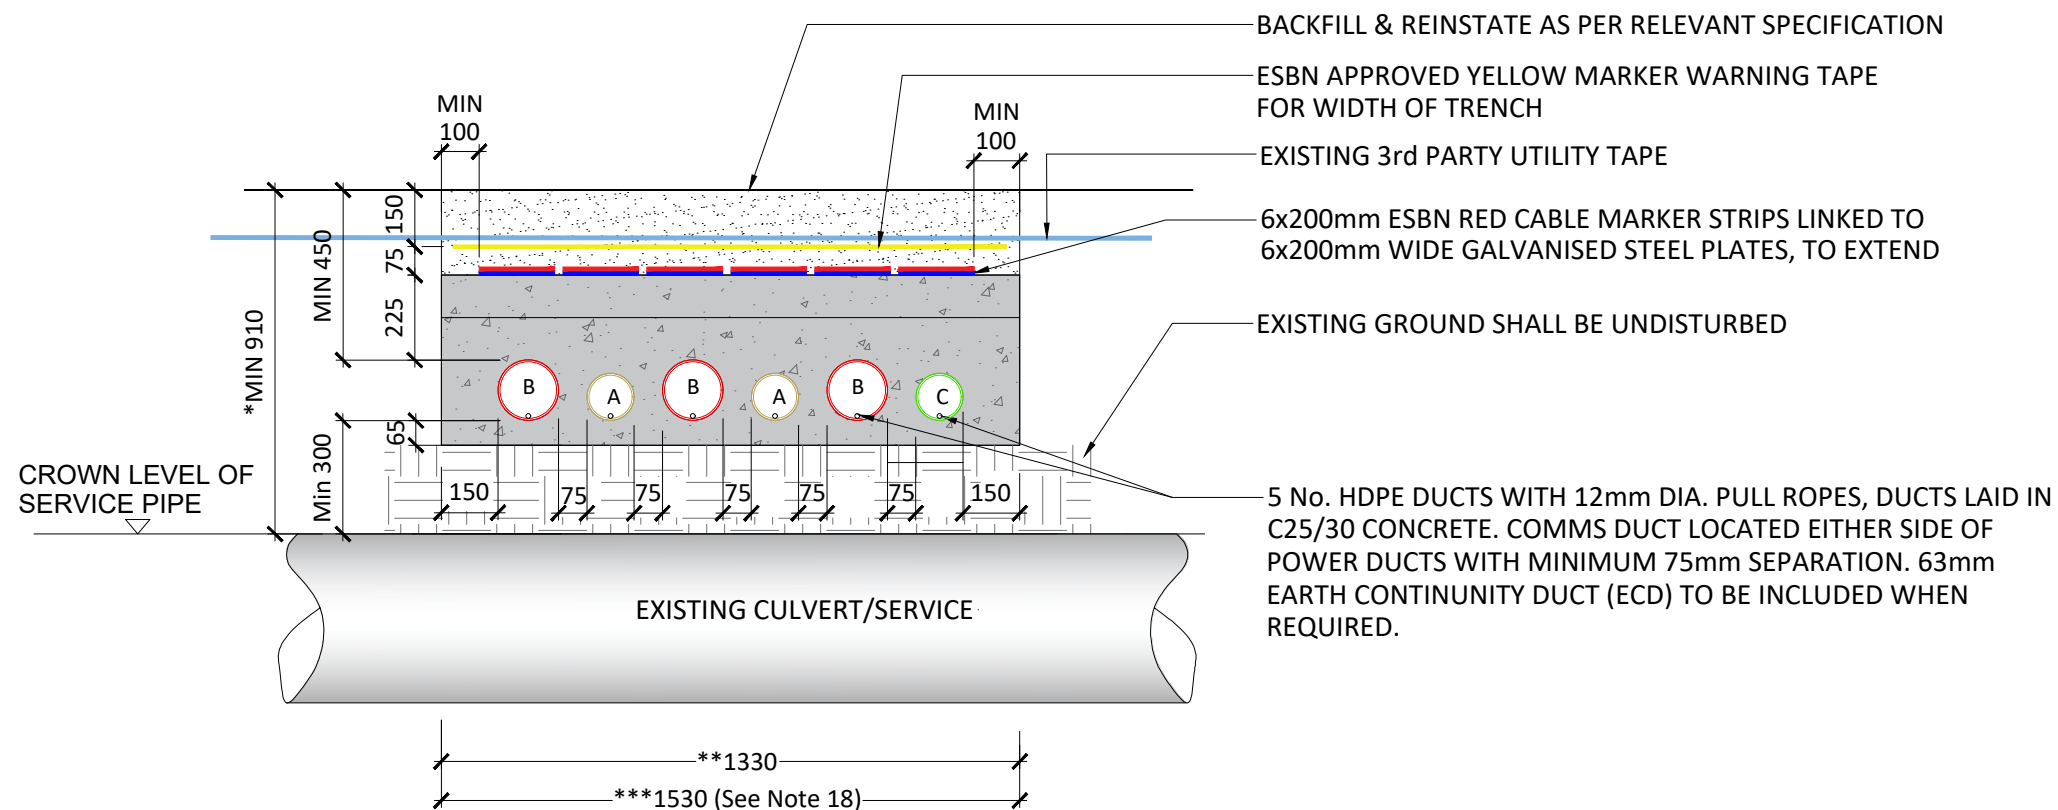 BACKFILL & REINSTATE AS PER RELEVANT SPECIFICATION
ESBN APPROVED YELLOW MARKER WARNING TAPE
FOR WIDTH OF TRENCH
MIN
100
MIN
100
EXISTING 3rd PARTY UTILITY TAPE
6x200mm ESBN RED CABLE MARKER STRIPS LINKED TO
6x200mm WIDE GALVANISED STEEL PLATES, TO EXTEND
EXISTING GROUND SHALL BE UNDISTURBED
*MIN 910
MIN 450
150
75
225
65
Min 300
B
A
B
A
B
C
CROWN LEVEL OF
SERVICE PIPE
150
75
75
75
75
75
150
5 No. HDPE DUCTS WITH 12mm DIA. PULL ROPES, DUCTS LAID IN
C25/30 CONCRETE. COMMS DUCT LOCATED EITHER SIDE OF
POWER DUCTS WITH MINIMUM 75mm SEPARATION. 63mm
EARTH CONTINUNITY DUCT (ECD) TO BE INCLUDED WHEN
REQUIRED.
EXISTING CULVERT/SERVICE
**1330
***1530 (See Note 18)